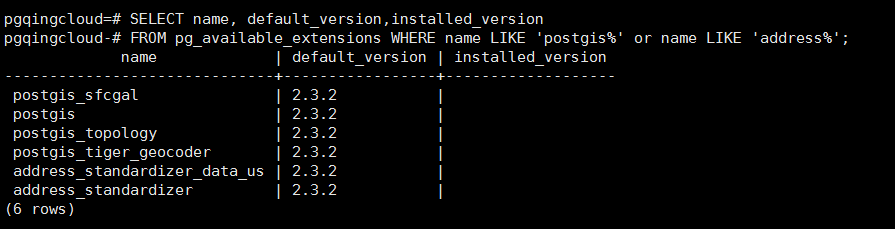 pgqingcloud=# SELECT name, default_version,installed_version
pgqingcloud-# FROM pg_available_extensions WHERE name LIKE 'postgis%' or name LIKE 'address%';
             name             | default_version | installed_version
------------------------------+-----------------+-------------------
 postgis_sfcgal               | 2.3.2           |
 postgis                      | 2.3.2           |
 postgis_topology             | 2.3.2           |
 postgis_tiger_geocoder       | 2.3.2           |
 address_standardizer_data_us | 2.3.2           |
 address_standardizer         | 2.3.2           |
(6 rows)